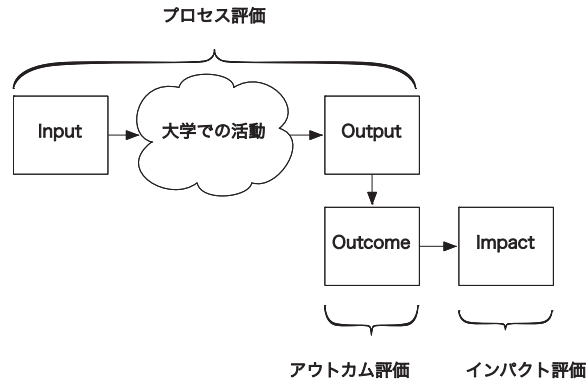 プロセス評価
Input
大学での活動
Output
Outcome
Impact
アウトカム評価
インパクト評価